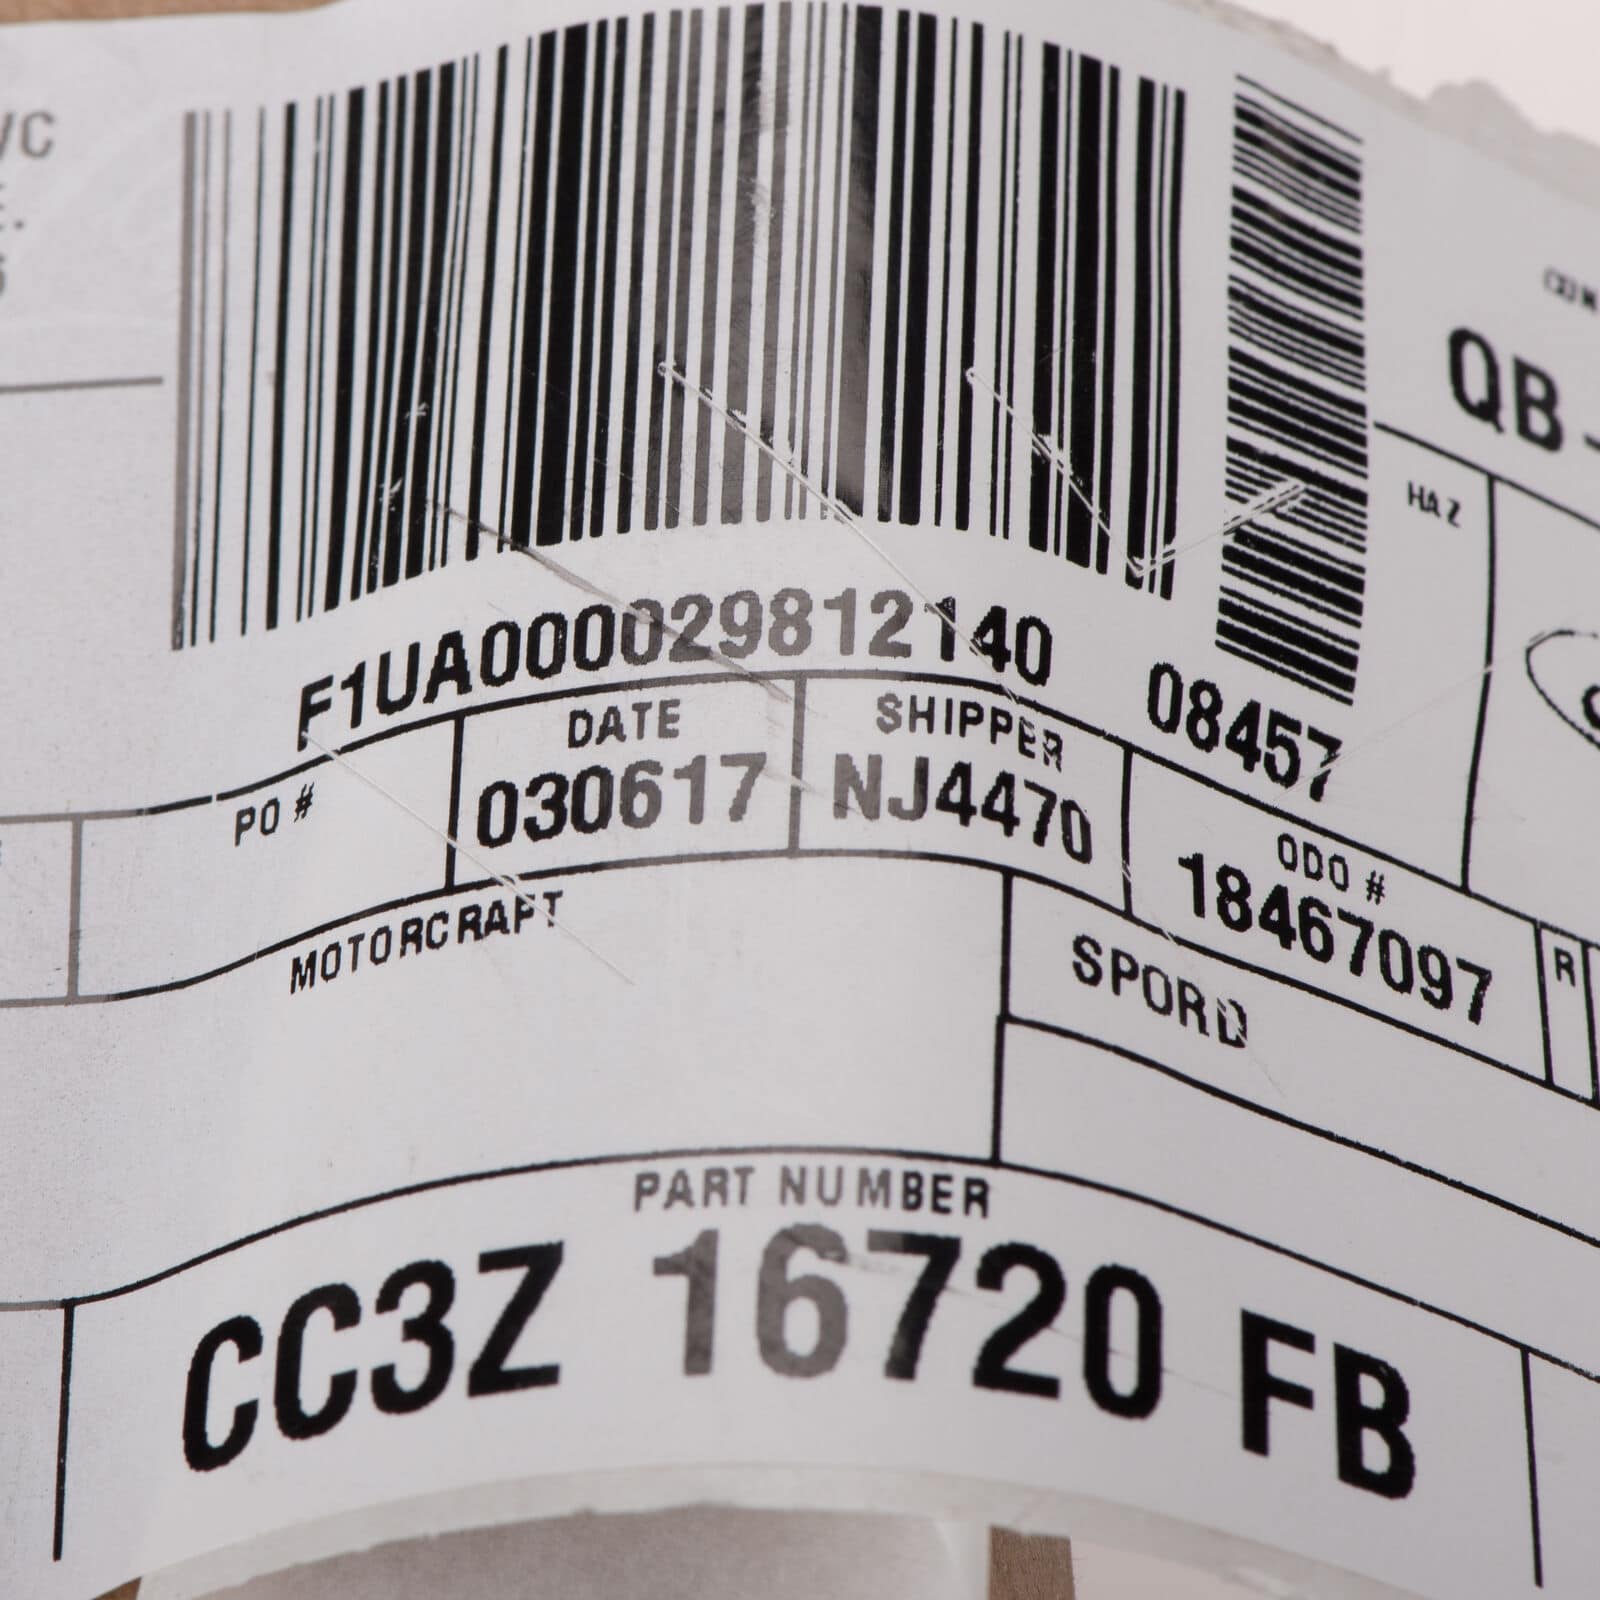 F1UA000029812140
08457
QB -
HAZ
PO #
DATE
030617
SHIPPER
NJ4470
ODO #
18467097
R
MOTORCRAFT
SPORD
PART NUMBER
CC3Z 16720 FB